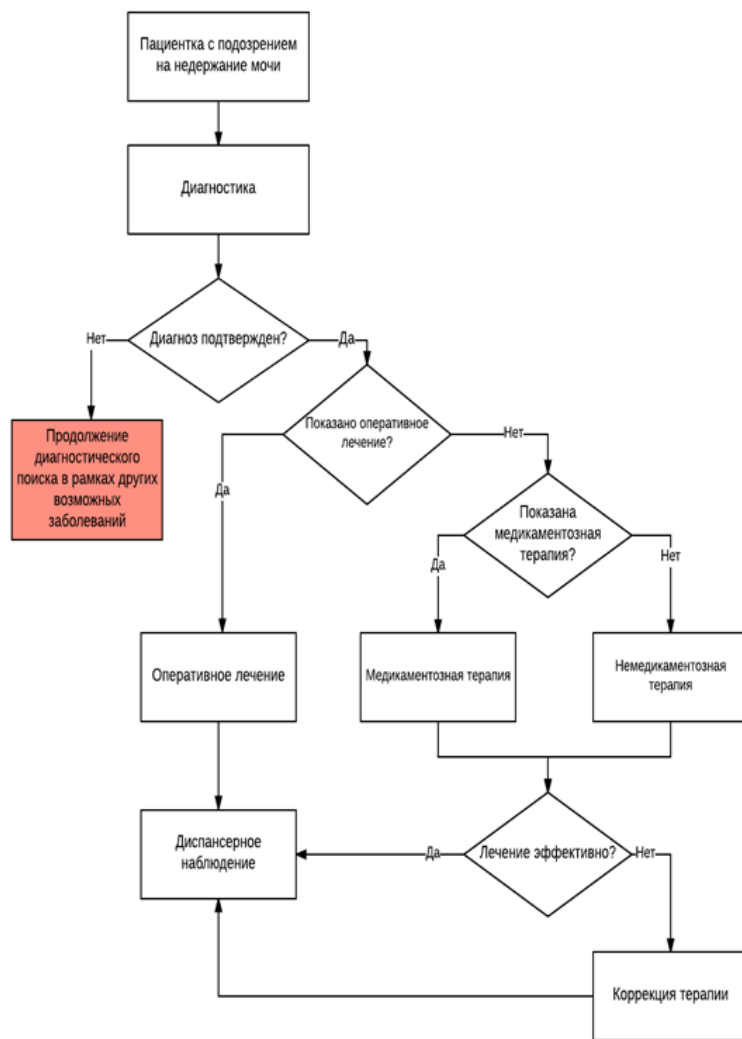 Пациентка с подозрением
на недержание мочи
Диагностика
Диагноз подтвержден?
Нет
Да
Продолжение
диагностического
поиска в рамках других
возможных
заболеваний
Показано оперативное
лечение?
Да
Нет
Показана
медикаментозная
терапия?
Да
Нет
Оперативное лечение
Медикаментозная терапия
Немедикаментозная
терапия
Диспансерное
наблюдение
Да
Лечение эффективно?
Нет
Коррекция терапии